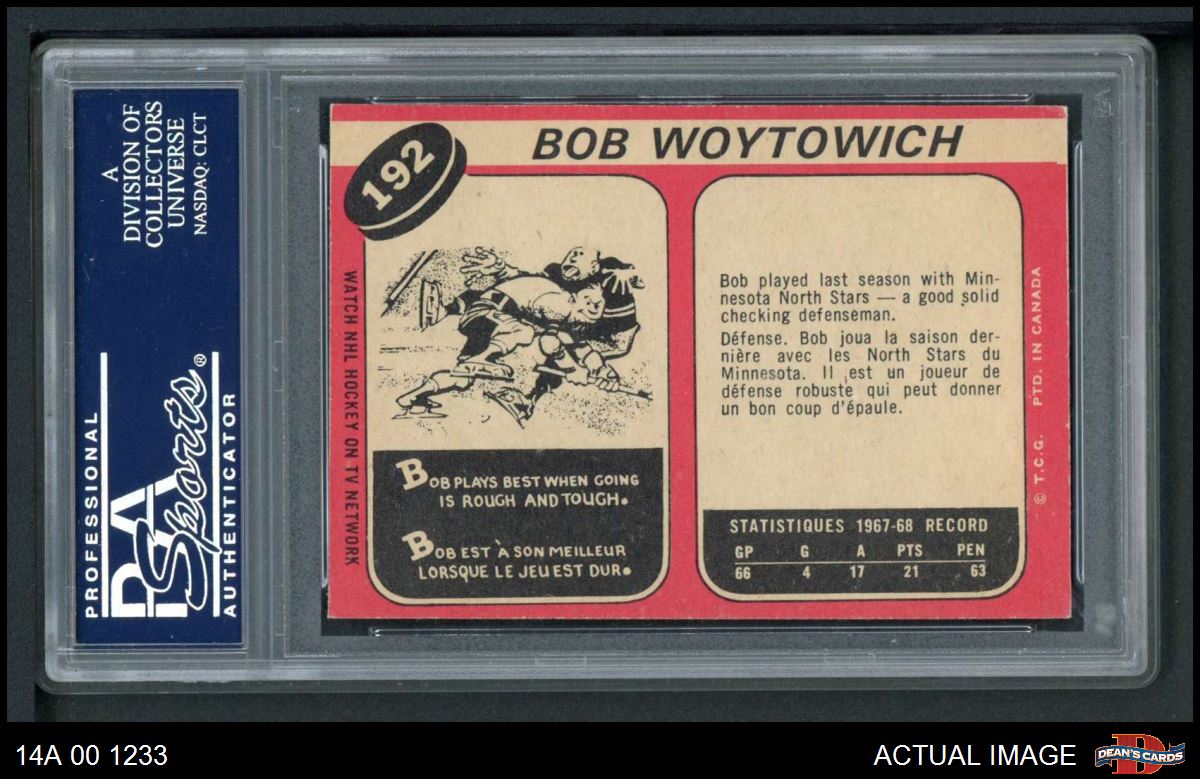 A
DIVISION OF
COLLECTORS
UNIVERSE
NASDAQ: CLCT
PROFESSIONAL
PSA
Sports®
AUTHENTICATOR
192
BOB WOYTOWICH
WATCH NHL HOCKEY ON TV NETWORK
BOB PLAYS BEST WHEN GOING
IS ROUGH AND TOUGH.
BOB EST À SON MEILLEUR
LORSQUE LE JEU EST DUR.
Bob played last season with Min-
nesota North Stars — a good solid
checking defenseman.
Défense. Bob joua la saison der-
nière avec les North Stars du
Minnesota. Il est un joueur de
défense robuste qui peut donner
un bon coup d'épaule.
STATISTIQUES 1967-68 RECORD
GP G A PTS PEN
66 4 17 21 63
© T.C.G. PTD. IN CANADA
14A 00 1233
ACTUAL IMAGE
D
DEAN'S CARDS